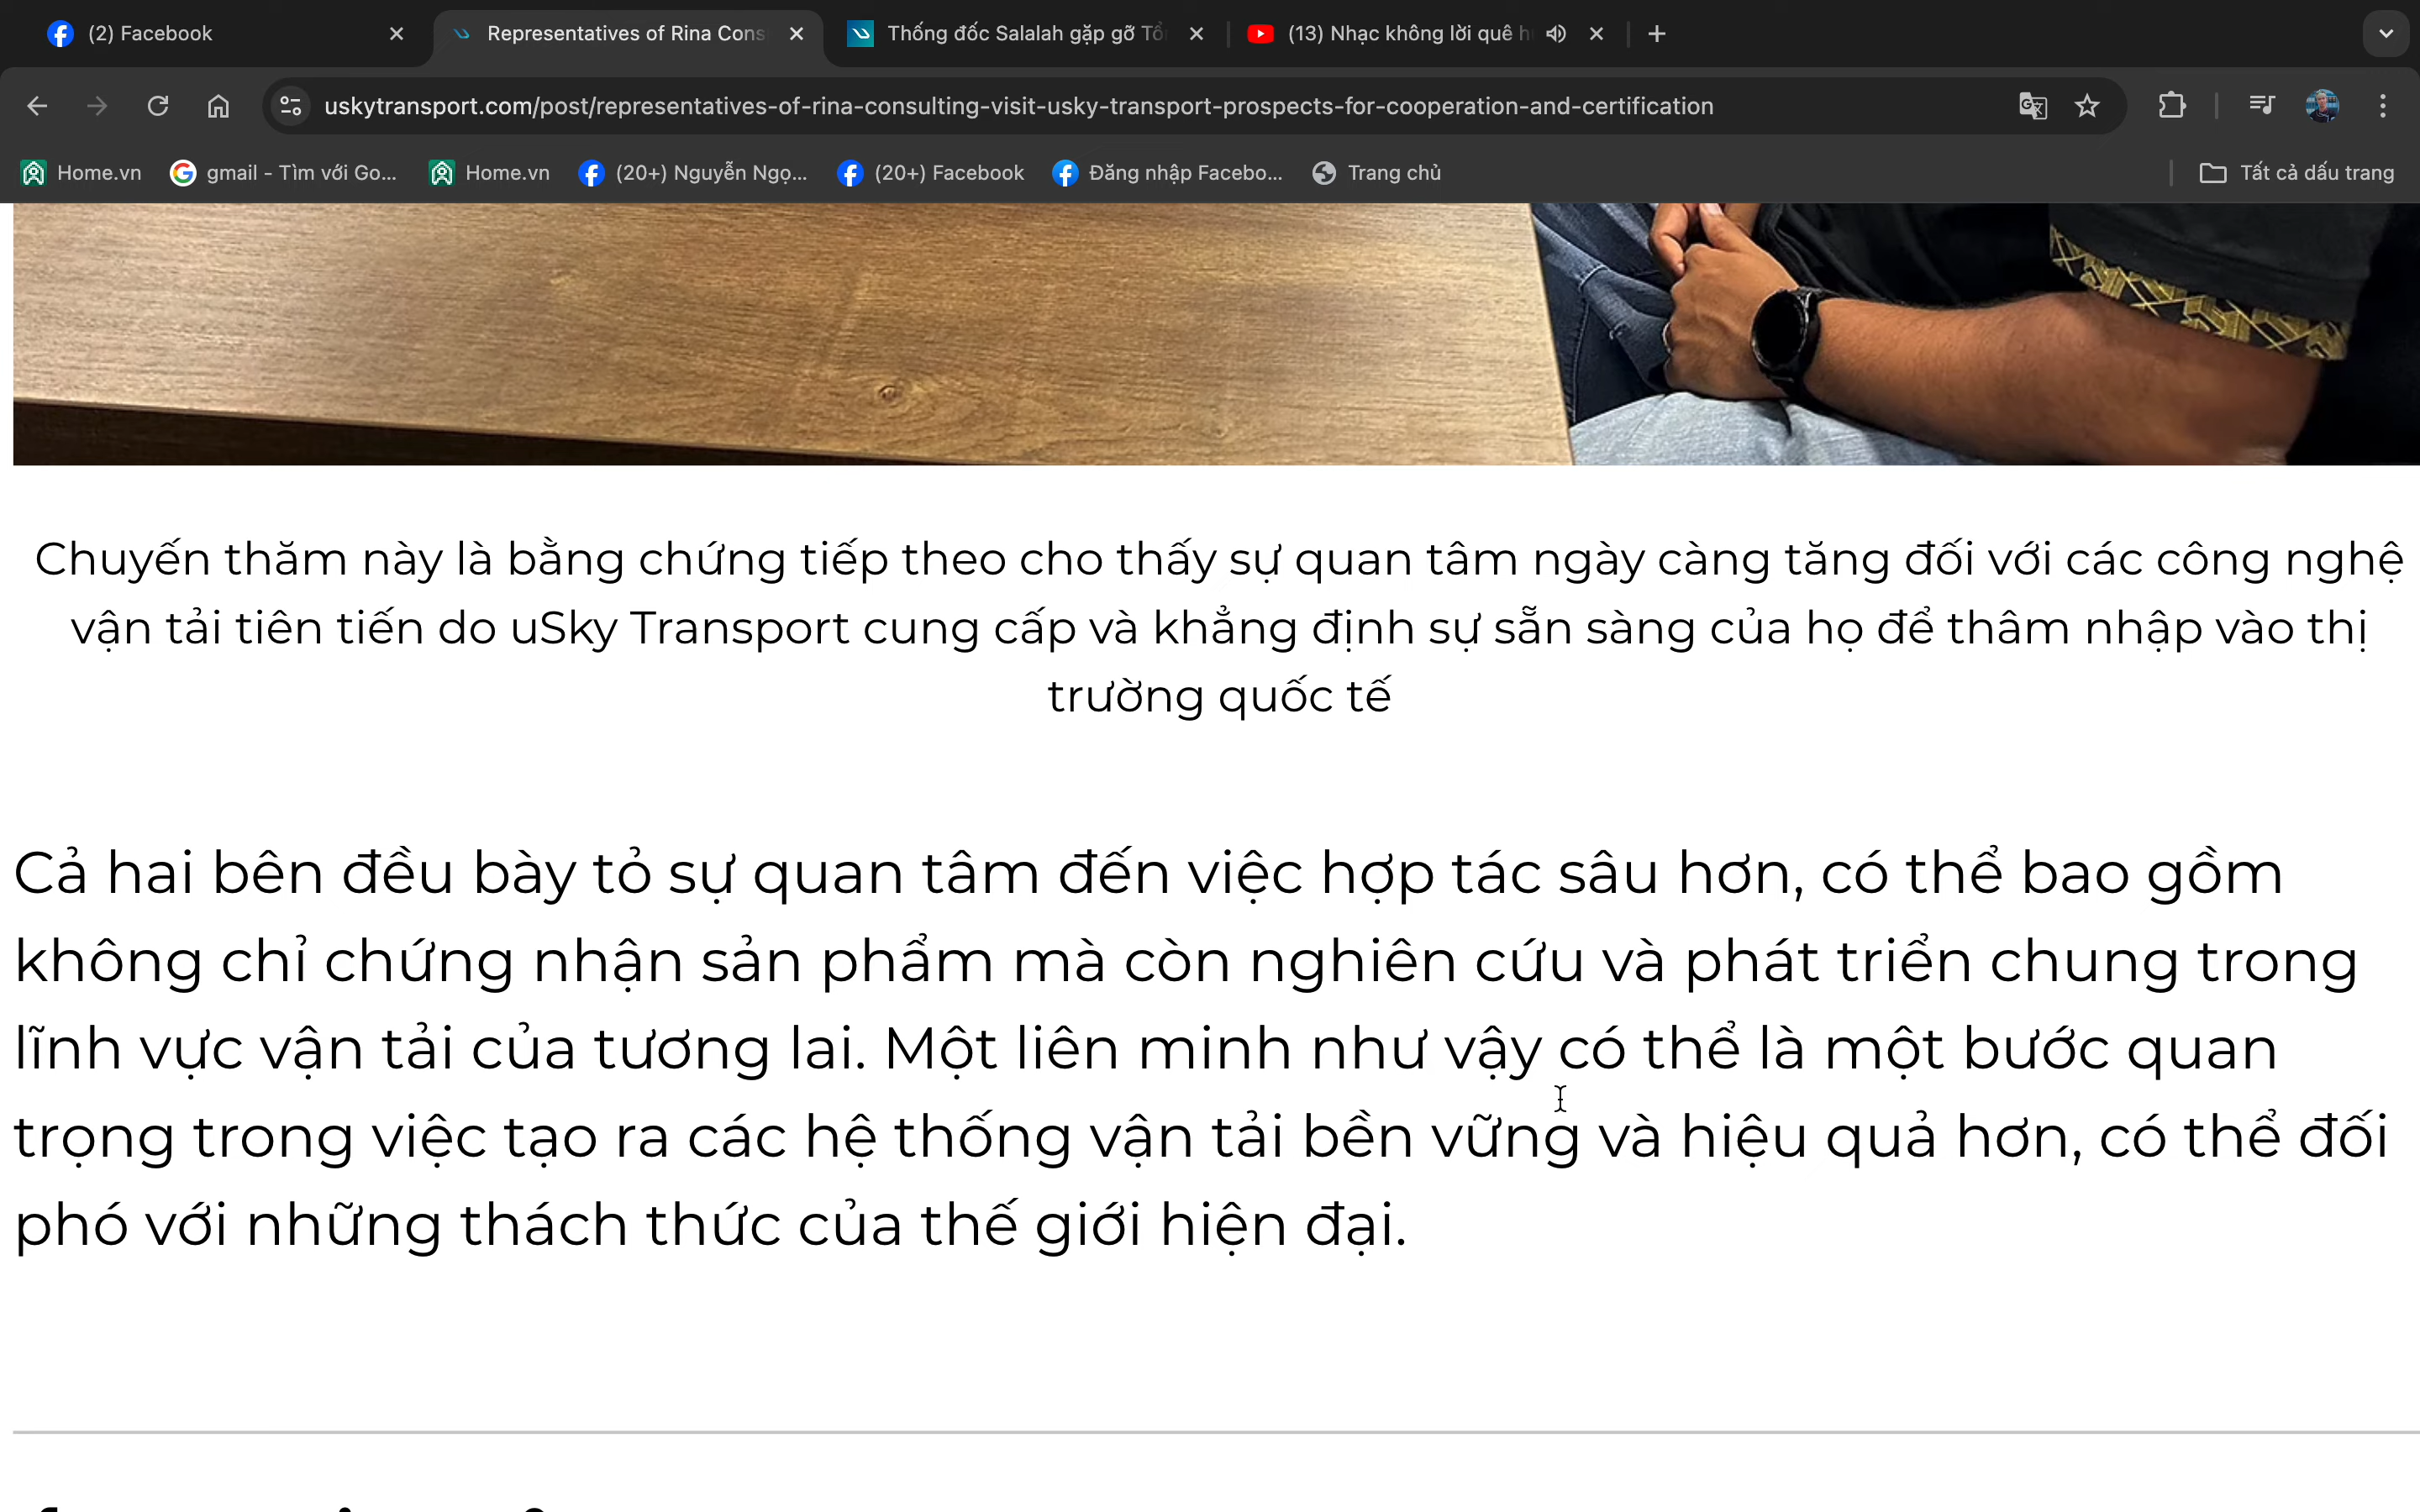 (2) Facebook
Representatives of Rina Cons
Thống đốc Salalah gặp gỡ Tổ
(13) Nhạc không lời quê h
uskytransport.com/post/representatives-of-rina-consulting-visit-usky-transport-prospects-for-cooperation-and-certification
Home.vn
gmail - Tìm với Go...
Home.vn
(20+) Nguyễn Ngọ...
(20+) Facebook
Đăng nhập Facebo...
Trang chủ
Tất cả dấu trang
Chuyến thăm này là bằng chứng tiếp theo cho thấy sự quan tâm ngày càng tăng đối với các công nghệ
vận tải tiên tiến do uSky Transport cung cấp và khẳng định sự sẵn sàng của họ để thâm nhập vào thị
trường quốc tế
Cả hai bên đều bày tỏ sự quan tâm đến việc hợp tác sâu hơn, có thể bao gồm
không chỉ chứng nhận sản phẩm mà còn nghiên cứu và phát triển chung trong
lĩnh vực vận tải của tương lai. Một liên minh như vậy có thể là một bước quan
trọng trong việc tạo ra các hệ thống vận tải bền vững và hiệu quả hơn, có thể đối
phó với những thách thức của thế giới hiện đại.